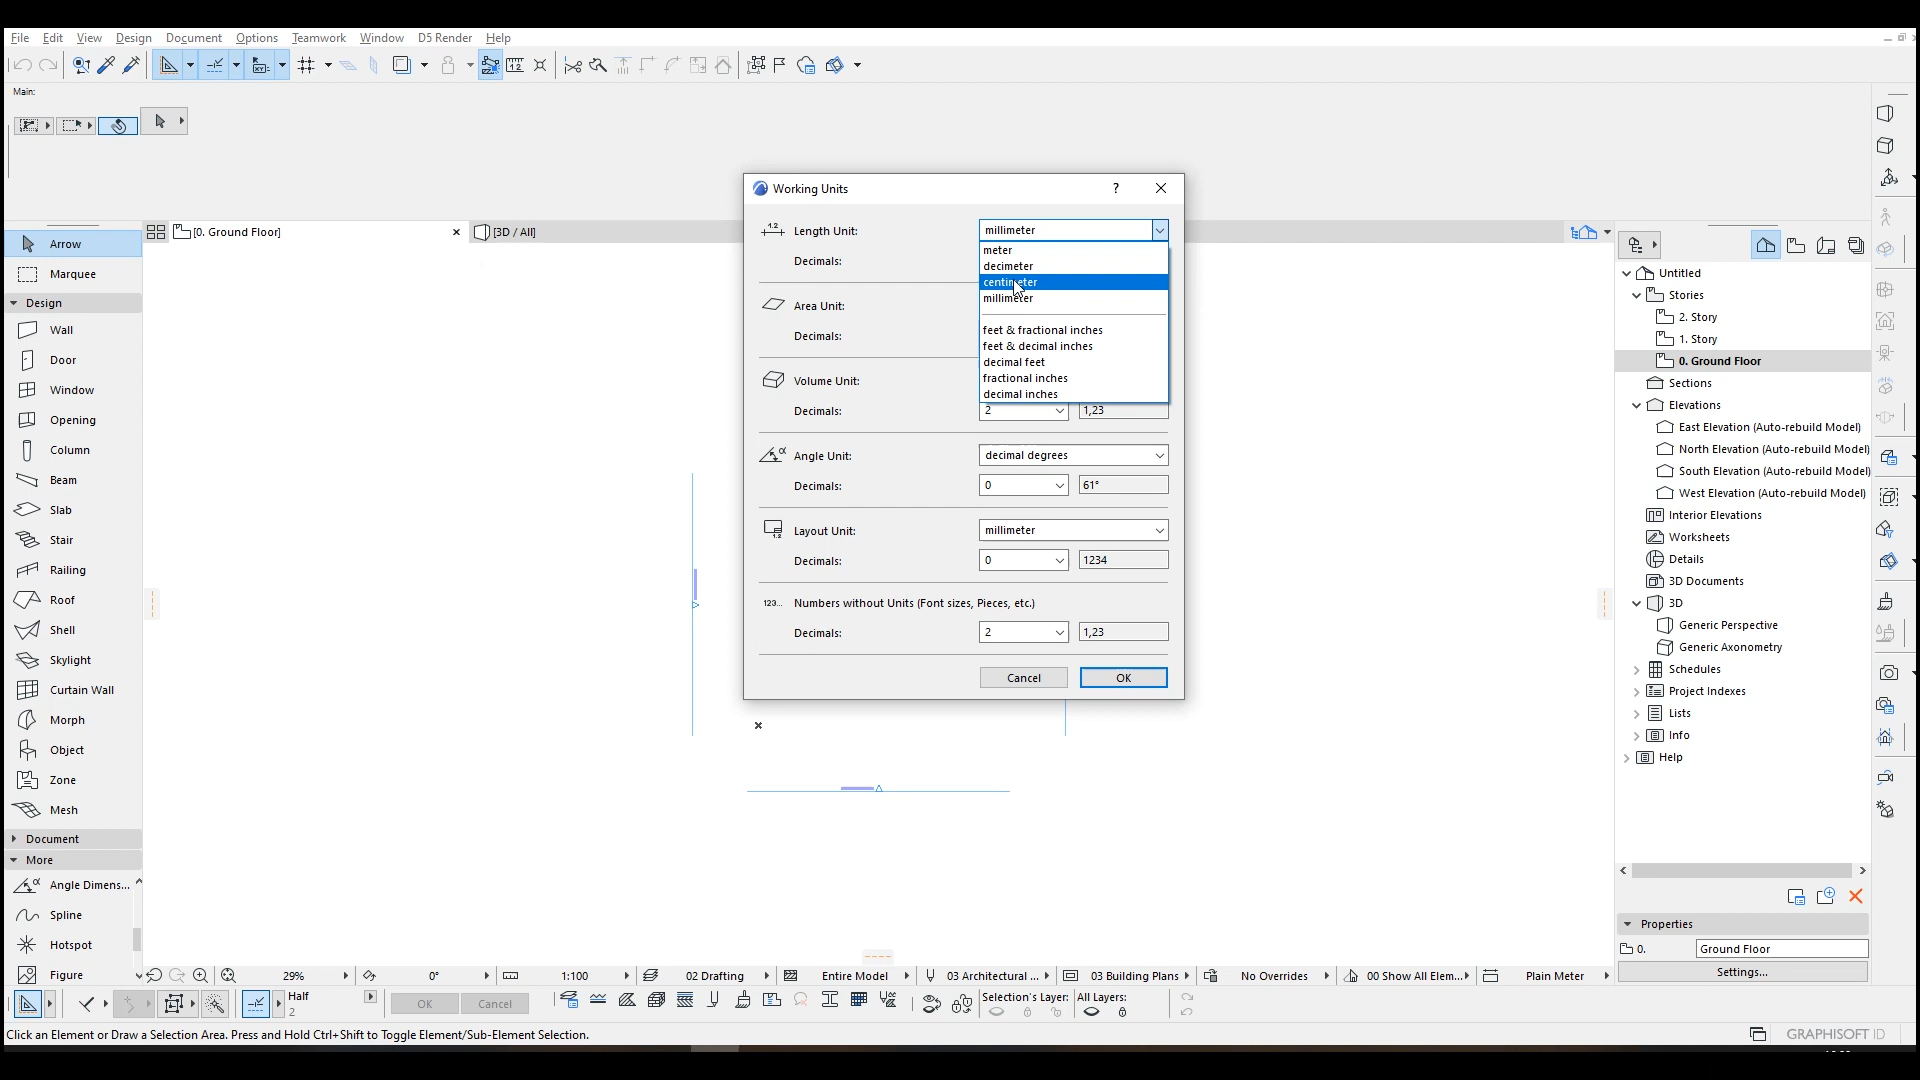 File Edit View Design Document Options Teamwork Window D5 Render Help
Main:
[0. Ground Floor]
[3D / All]
Arrow
Marquee
Design
Wall
Door
Window
Opening
Column
Beam
Slab
Stair
Railing
Roof
Shell
Skylight
Curtain Wall
Morph
Object
Zone
Mesh
Document
More
Angle Dimens...
Spline
Hotspot
Figure
Working Units
?
Length Unit: millimeter
Decimals:
meter
decimeter
centimeter
millimeter
feet & fractional inches
feet & decimal inches
decimal feet
fractional inches
decimal inches
Area Unit:
Decimals:
Volume Unit:
Decimals: 2 1,23
Angle Unit: decimal degrees
Decimals: 0 61°
Layout Unit: millimeter
Decimals: 0 1234
123... Numbers without Units (Font sizes, Pieces, etc.)
Decimals: 2 1,23
Cancel OK
Untitled
Stories
2. Story
1. Story
0. Ground Floor
Sections
Elevations
East Elevation (Auto-rebuild Model)
North Elevation (Auto-rebuild Model)
South Elevation (Auto-rebuild Model)
West Elevation (Auto-rebuild Model)
Interior Elevations
Worksheets
Details
3D Documents
3D
Generic Perspective
Generic Axonometry
Schedules
Project Indexes
Lists
Info
Help
Properties
0. Ground Floor
Settings...
29% 0° 1:100 02 Drafting Entire Model 03 Architectural ... 03 Building Plans No Overrides 00 Show All Elem... Plain Meter
Half
2
OK Cancel
Selection's Layer: All Layers:
Click an Element or Draw a Selection Area. Press and Hold Ctrl+Shift to Toggle Element/Sub-Element Selection.
GRAPHISOFT ID